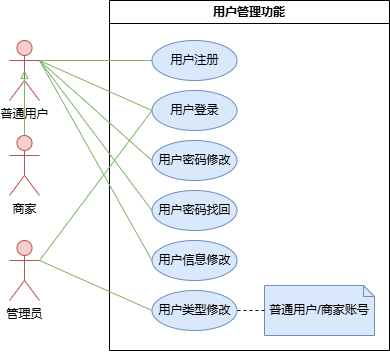 用户管理功能
用户注册
普通用户
用户登录
用户密码修改
商家
用户密码找回
用户信息修改
管理员
用户类型修改
普通用户/商家账号